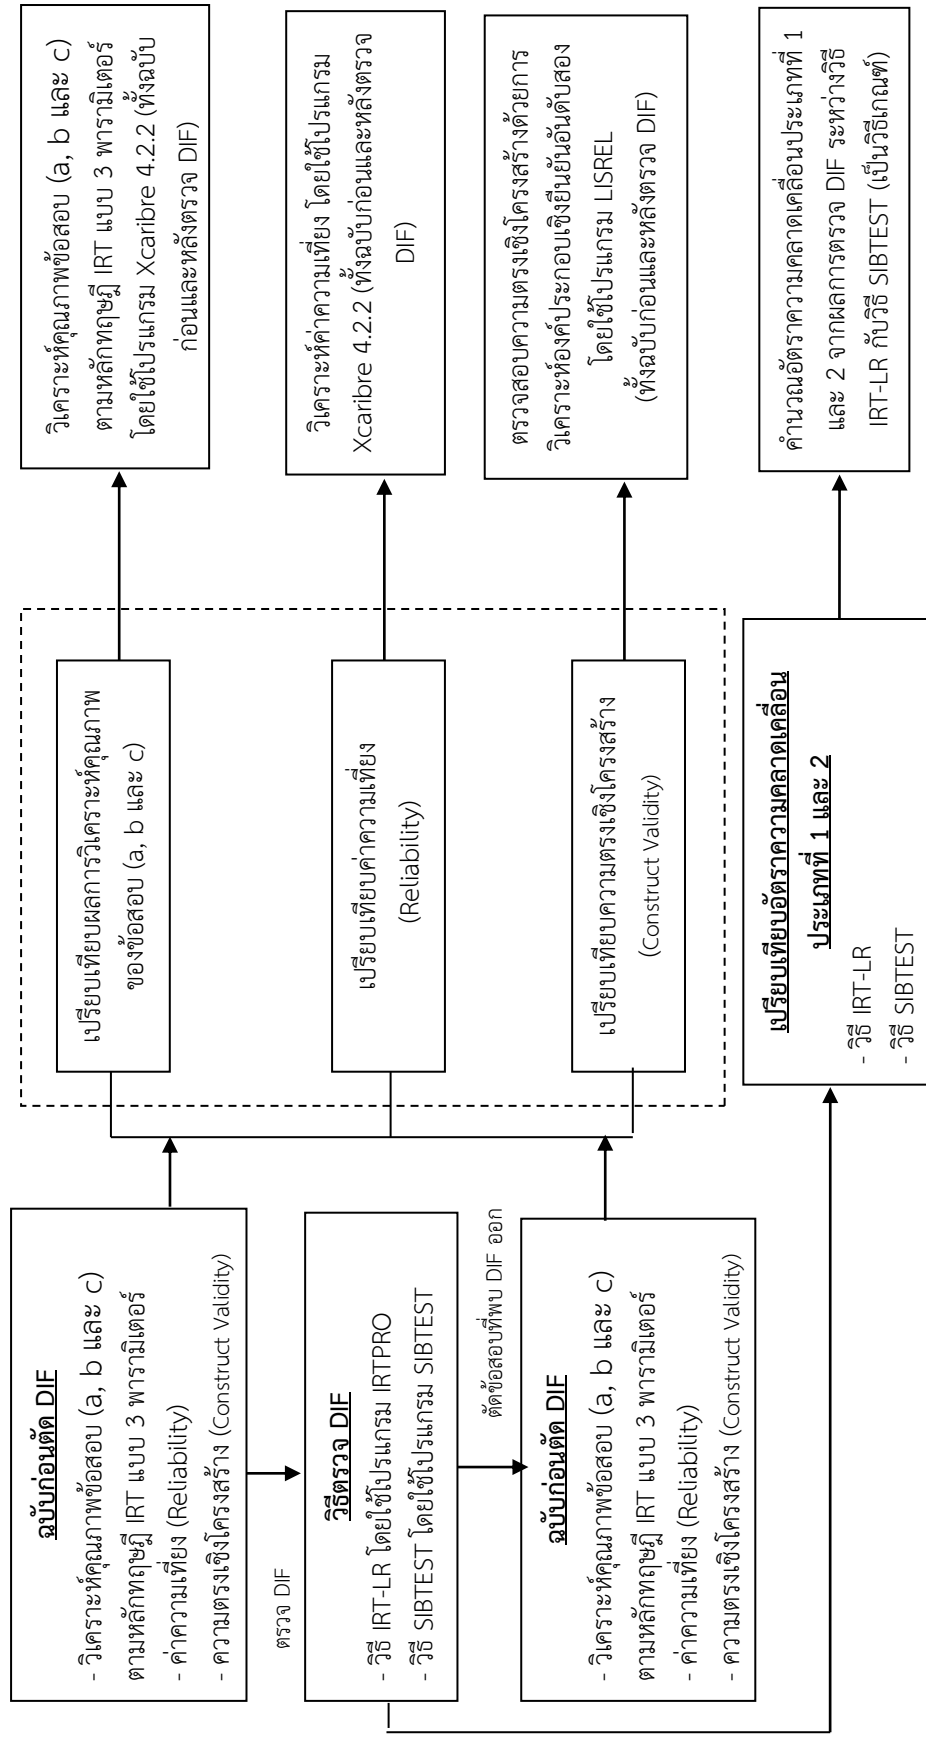 ฉบับก่อนตัด DIF
- วิเคราะห์คุณภาพข้อสอบ (a, b และ c)
ตามหลักทฤษฎี IRT แบบ 3 พารามิเตอร์
- ค่าความเที่ยง (Reliability)
- ความตรงเชิงโครงสร้าง (Construct Validity)
ตรวจ DIF
วิธีตรวจ DIF
- วิธี IRT-LR โดยใช้โปรแกรม IRTPRO
- วิธี SIBTEST โดยใช้โปรแกรม SIBTEST
ตัดข้อสอบที่พบ DIF ออก
ฉบับก่อนตัด DIF
- วิเคราะห์คุณภาพข้อสอบ (a, b และ c)
ตามหลักทฤษฎี IRT แบบ 3 พารามิเตอร์
- ค่าความเที่ยง (Reliability)
- ความตรงเชิงโครงสร้าง (Construct Validity)
เปรียบเทียบผลการวิเคราะห์คุณภาพ
ของข้อสอบ (a, b และ c)
เปรียบเทียบค่าความเที่ยง
(Reliability)
เปรียบเทียบความตรงเชิงโครงสร้าง
(Construct Validity)
เปรียบเทียบอัตราความคลาดเคลื่อน
ประเภทที่ 1 และ 2
- วิธี IRT-LR
- วิธี SIBTEST
วิเคราะห์คุณภาพข้อสอบ (a, b และ c)
ตามหลักทฤษฎี IRT แบบ 3 พารามิเตอร์
โดยใช้โปรแกรม Xcaribre 4.2.2 (ทั้งฉบับ
ก่อนและหลังตรวจ DIF)
วิเคราะห์ค่าความเที่ยง โดยใช้โปรแกรม
Xcaribre 4.2.2 (ทั้งฉบับก่อนและหลังตรวจ
DIF)
ตรวจสอบความตรงเชิงโครงสร้างด้วยการ
วิเคราะห์องค์ประกอบเชิงยืนยันอันดับสอง
โดยใช้โปรแกรม LISREL
(ทั้งฉบับก่อนและหลังตรวจ DIF)
คำนวณอัตราความคลาดเคลื่อนประเภทที่ 1
และ 2 จากผลการตรวจ DIF ระหว่างวิธี
IRT-LR กับวิธี SIBTEST (เป็นวิธีเกณฑ์)